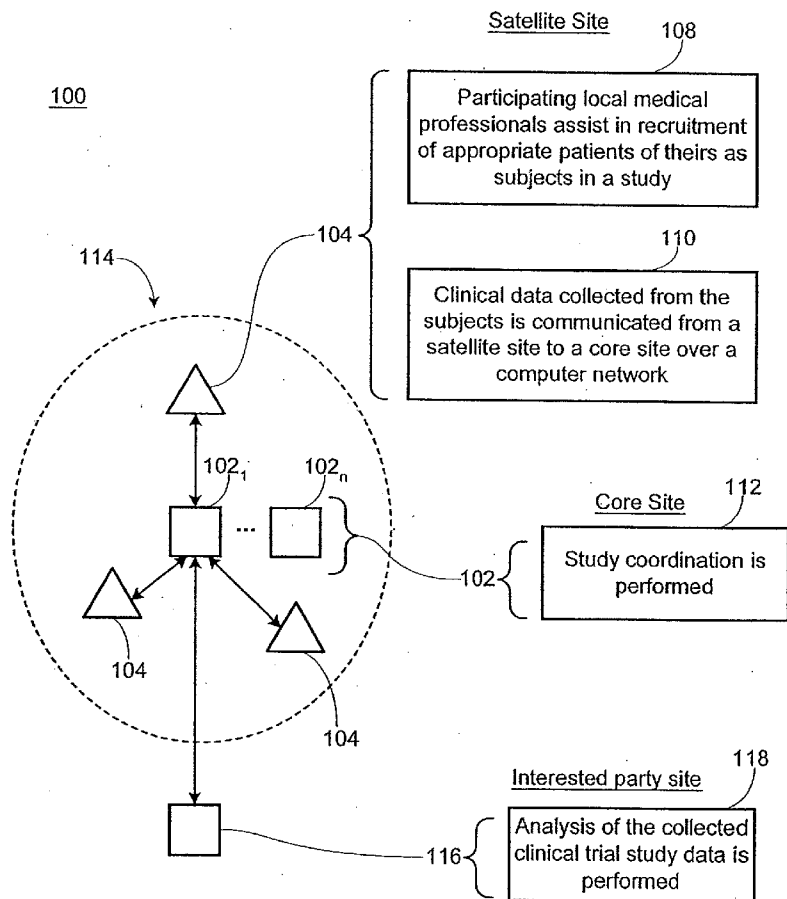 Satellite Site
108
100
Participating local medical
professionals assist in recruitment
of appropriate patients of theirs as
subjects in a study
104
114
110
Clinical data collected from the
subjects is communicated from a
satellite site to a core site over a
computer network
102₁
102ₙ
...
Core Site
112
Study coordination is
performed
102
104
104
118
Interested party site
Analysis of the collected
clinical trial study data is
performed
116